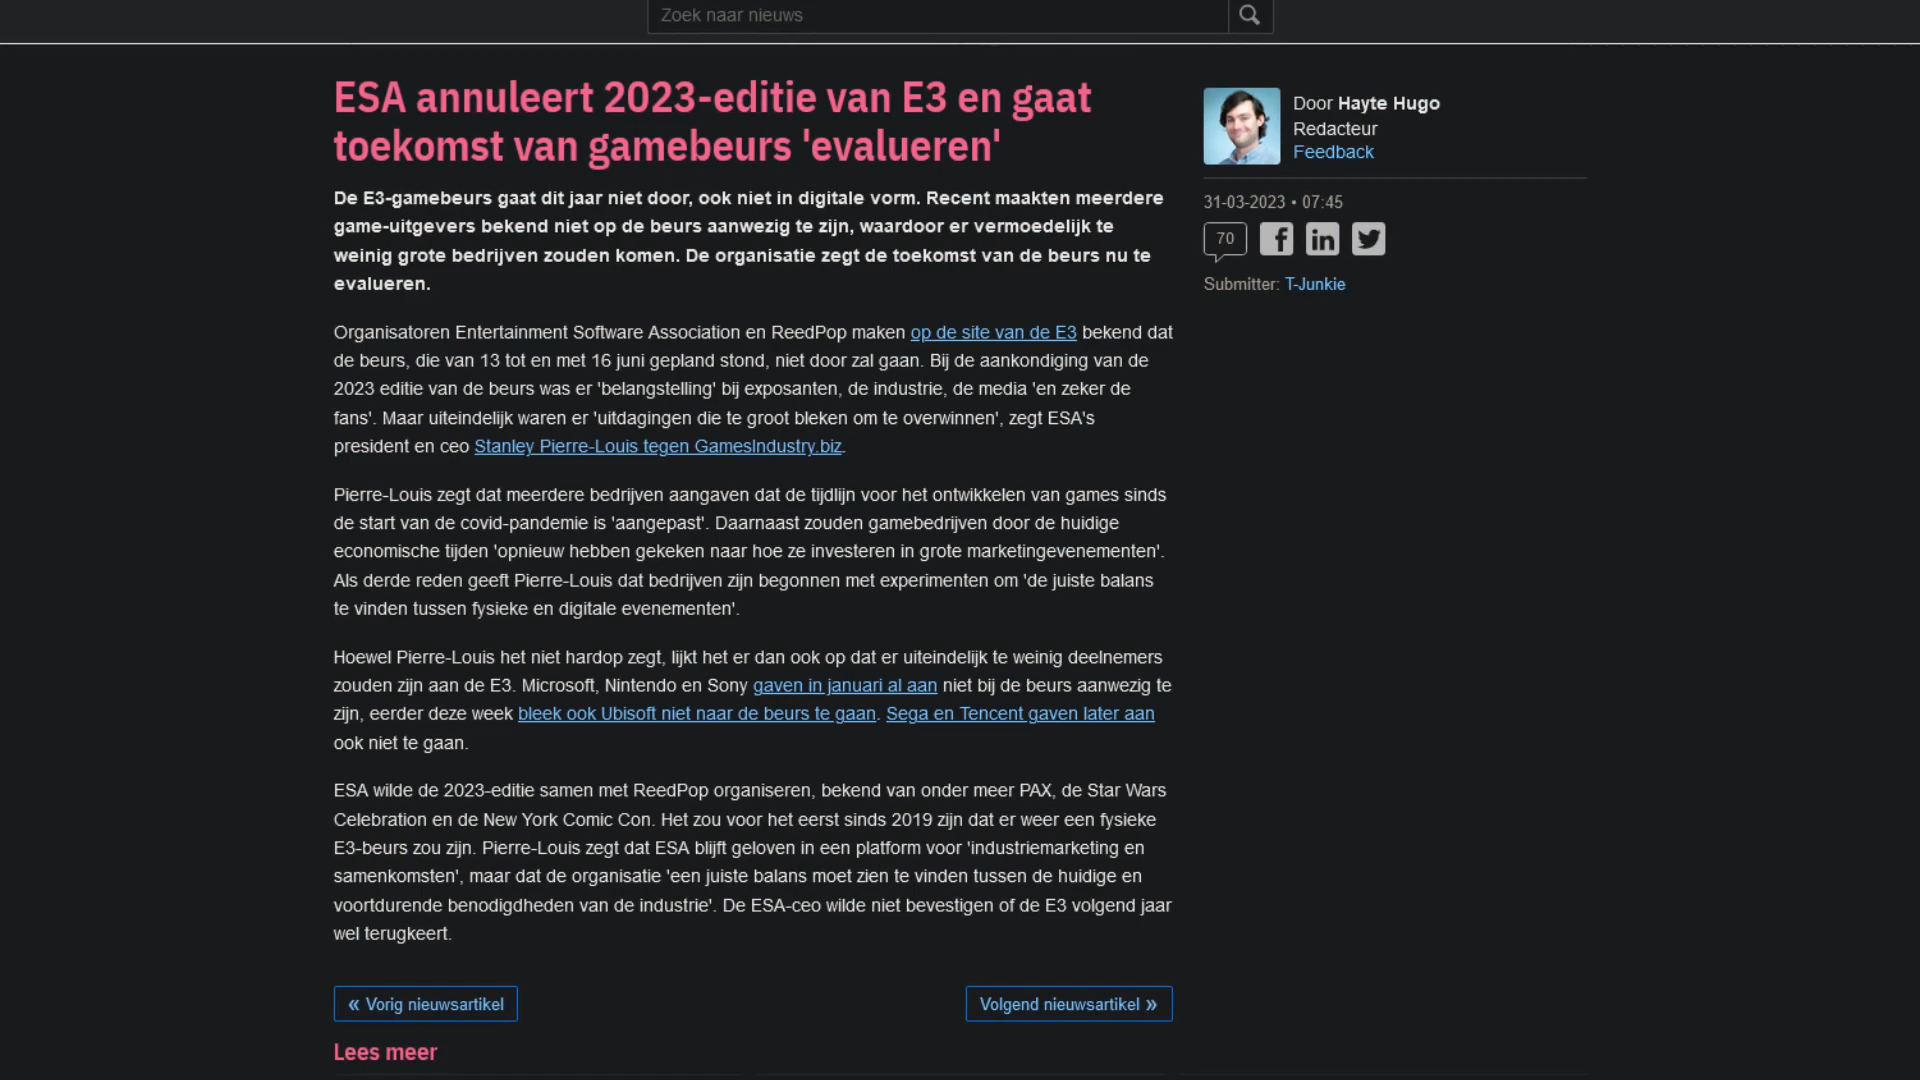 Zoek naar nieuws
ESA annuleert 2023-editie van E3 en gaat
toekomst van gamebeurs 'evalueren'
De E3-gamebeurs gaat dit jaar niet door, ook niet in digitale vorm. Recent maakten meerdere
game-uitgevers bekend niet op de beurs aanwezig te zijn, waardoor er vermoedelijk te
weinig grote bedrijven zouden komen. De organisatie zegt de toekomst van de beurs nu te
evalueren.
Organisatoren Entertainment Software Association en ReedPop maken op de site van de E3 bekend dat
de beurs, die van 13 tot en met 16 juni gepland stond, niet door zal gaan. Bij de aankondiging van de
2023 editie van de beurs was er 'belangstelling' bij exposanten, de industrie, de media 'en zeker de
fans'. Maar uiteindelijk waren er 'uitdagingen die te groot bleken om te overwinnen', zegt ESA's
president en ceo Stanley Pierre-Louis tegen GamesIndustry.biz.
Pierre-Louis zegt dat meerdere bedrijven aangaven dat de tijdlijn voor het ontwikkelen van games sinds
de start van de covid-pandemie is 'aangepast'. Daarnaast zouden gamebedrijven door de huidige
economische tijden 'opnieuw hebben gekeken naar hoe ze investeren in grote marketingevenementen'.
Als derde reden geeft Pierre-Louis dat bedrijven zijn begonnen met experimenten om 'de juiste balans
te vinden tussen fysieke en digitale evenementen'.
Hoewel Pierre-Louis het niet hardop zegt, lijkt het er dan ook op dat er uiteindelijk te weinig deelnemers
zouden zijn aan de E3. Microsoft, Nintendo en Sony gaven in januari al aan niet bij de beurs aanwezig te
zijn, eerder deze week bleek ook Ubisoft niet naar de beurs te gaan. Sega en Tencent gaven later aan
ook niet te gaan.
ESA wilde de 2023-editie samen met ReedPop organiseren, bekend van onder meer PAX, de Star Wars
Celebration en de New York Comic Con. Het zou voor het eerst sinds 2019 zijn dat er weer een fysieke
E3-beurs zou zijn. Pierre-Louis zegt dat ESA blijft geloven in een platform voor 'industriemarketing en
samenkomsten', maar dat de organisatie 'een juiste balans moet zien te vinden tussen de huidige en
voortdurende benodigdheden van de industrie'. De ESA-ceo wilde niet bevestigen of de E3 volgend jaar
wel terugkeert.
« Vorig nieuwsartikel
Volgend nieuwsartikel »
Lees meer
Door Hayte Hugo
Redacteur
Feedback
31-03-2023 • 07:45
70
Submitter: T-Junkie